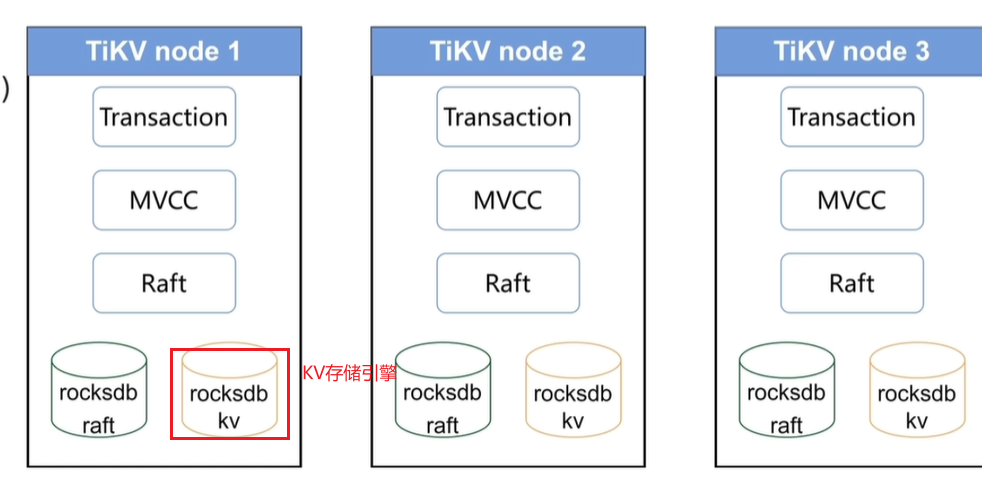 )
TiKV node 1
Transaction
MVCC
Raft
rocksdb
raft
rocksdb
kv
KV存储引擎
TiKV node 2
Transaction
MVCC
Raft
rocksdb
raft
rocksdb
kv
TiKV node 3
Transaction
MVCC
Raft
rocksdb
raft
rocksdb
kv